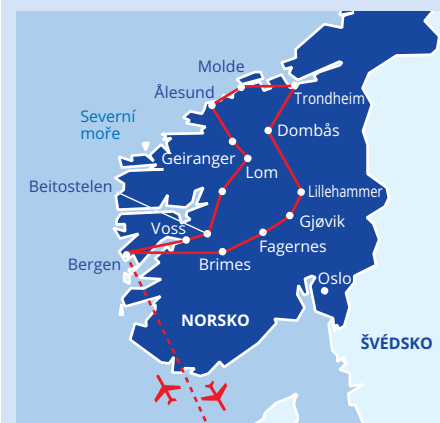 Molde
Ålesund
Trondheim
Severní
moře
Dombås
Geiranger
Lom
Beitostelen
Lillehammer
Voss
Gjøvik
Fagernes
Bergen
Brimes
Oslo
NORSKO
ŠVÉDSKO